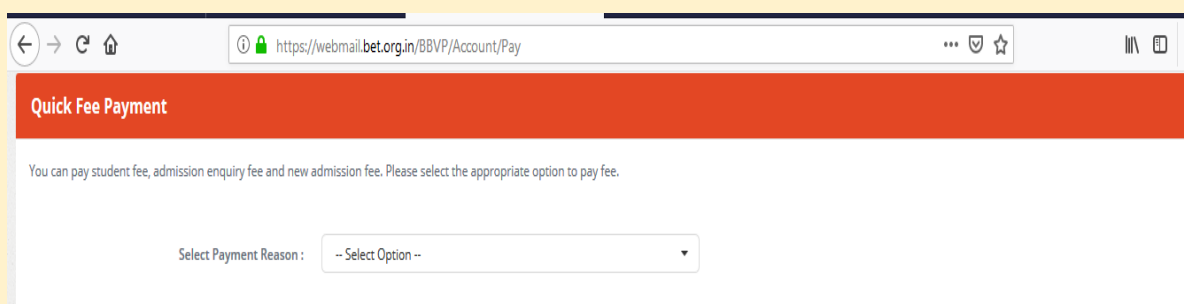 https://webmail.bet.org.in/BBVP/Account/Pay
Quick Fee Payment
You can pay student fee, admission enquiry fee and new admission fee. Please select the appropriate option to pay fee.
Select Payment Reason : -- Select Option --